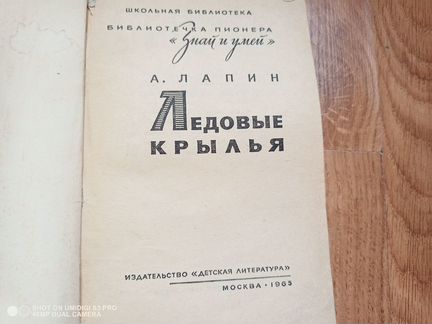 ШКОЛЬНАЯ БИБЛИОТЕКА
БИБЛИОТЕЧКА ПИОНЕРА
«Знай и умей»
А. ЛАПИН
ЛЕДОВЫЕ
КРЫЛЬЯ
ИЗДАТЕЛЬСТВО «ДЕТСКАЯ ЛИТЕРАТУРА»
МОСКВА · 1965
SHOT ON UMIDIGI S3 PRO
48MP DUAL CAMERA